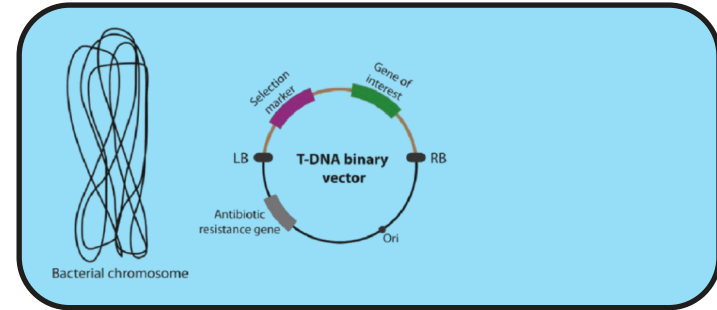 Selection
marker
Gene of
interest
LB
T-DNA binary
vector
RB
Antibiotic
resistance gene
Ori
Bacterial chromosome